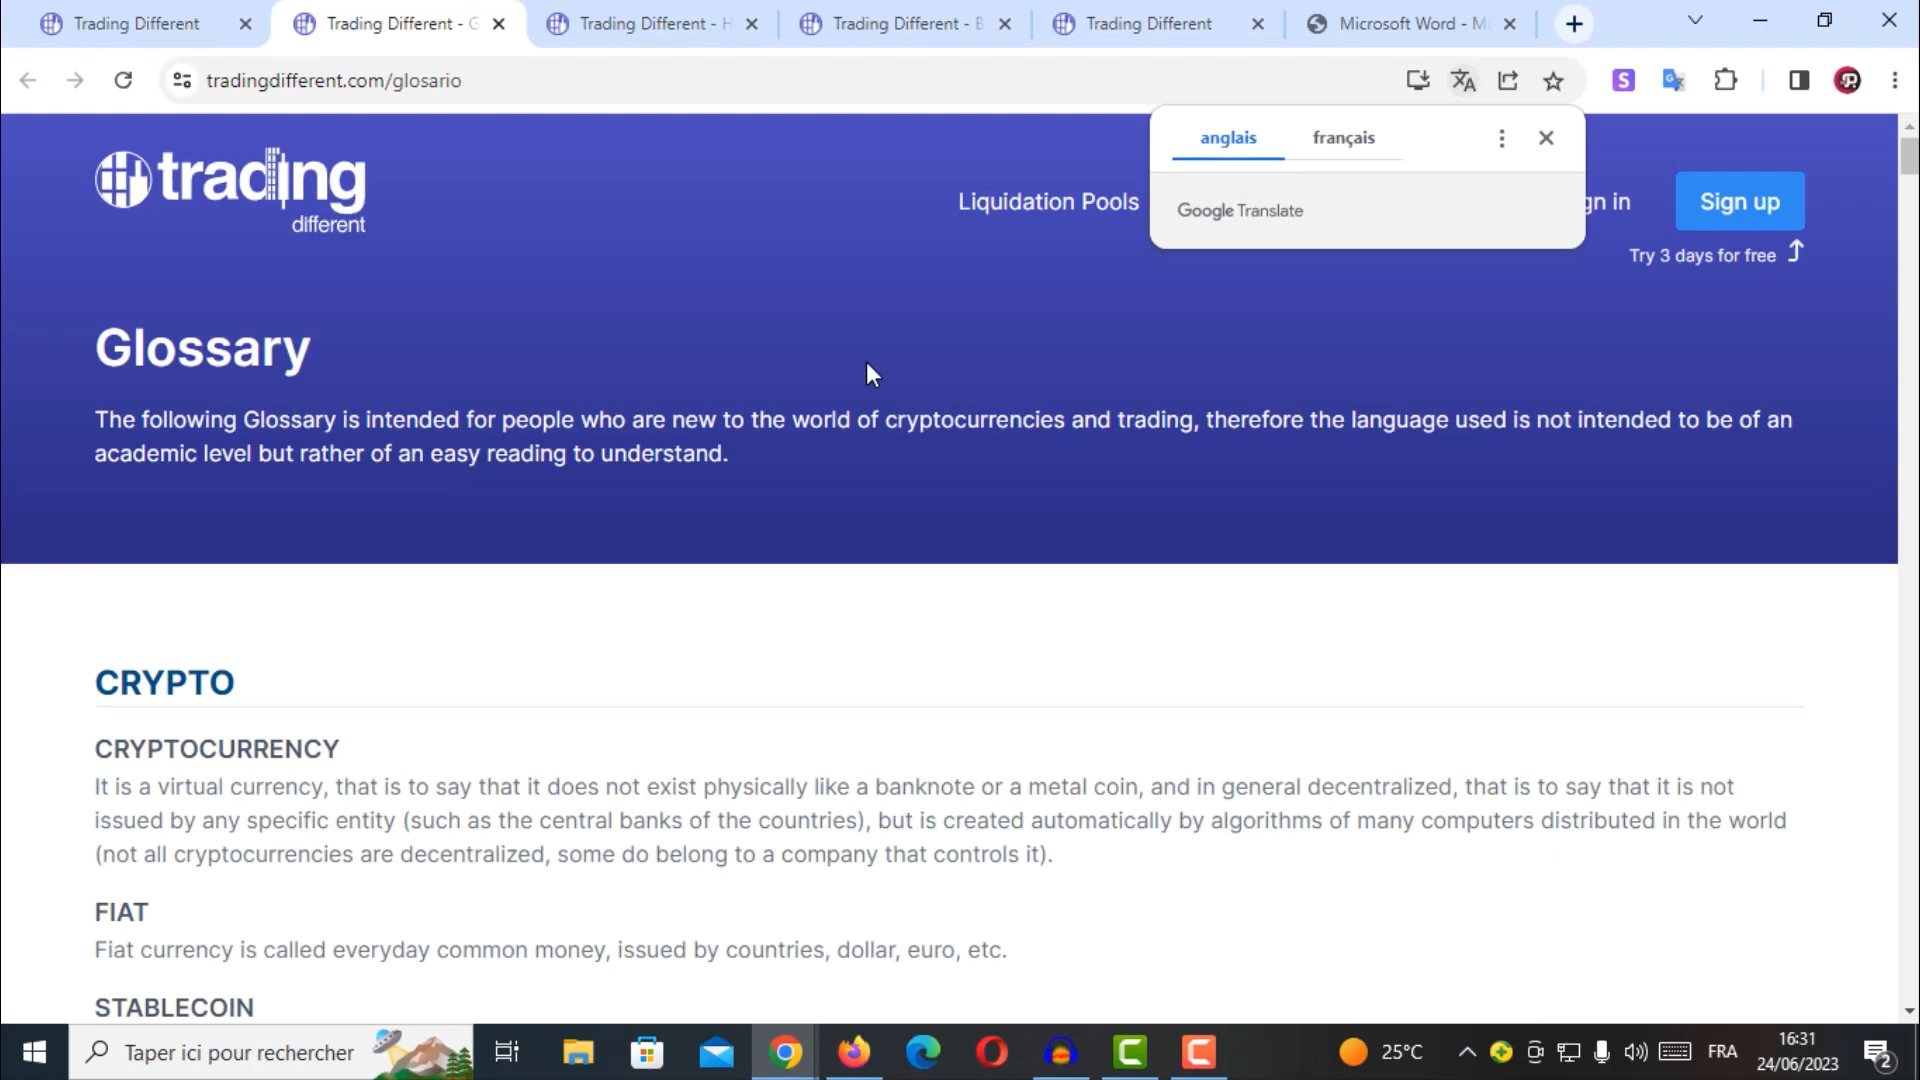 Trading Different
Trading Different - G
Trading Different - H
Trading Different - B
Trading Different
Microsoft Word - M
tradingdifferent.com/glosario
anglais
français
trading
different
Liquidation Pools
Google Translate
gn in
Sign up
Try 3 days for free
Glossary
The following Glossary is intended for people who are new to the world of cryptocurrencies and trading, therefore the language used is not intended to be of an
academic level but rather of an easy reading to understand.
CRYPTO
CRYPTOCURRENCY
It is a virtual currency, that is to say that it does not exist physically like a banknote or a metal coin, and in general decentralized, that is to say that it is not
issued by any specific entity (such as the central banks of the countries), but is created automatically by algorithms of many computers distributed in the world
(not all cryptocurrencies are decentralized, some do belong to a company that controls it).
FIAT
Fiat currency is called everyday common money, issued by countries, dollar, euro, etc.
STABLECOIN
Taper ici pour rechercher
25°C
FRA
16:31
24/06/2023
2